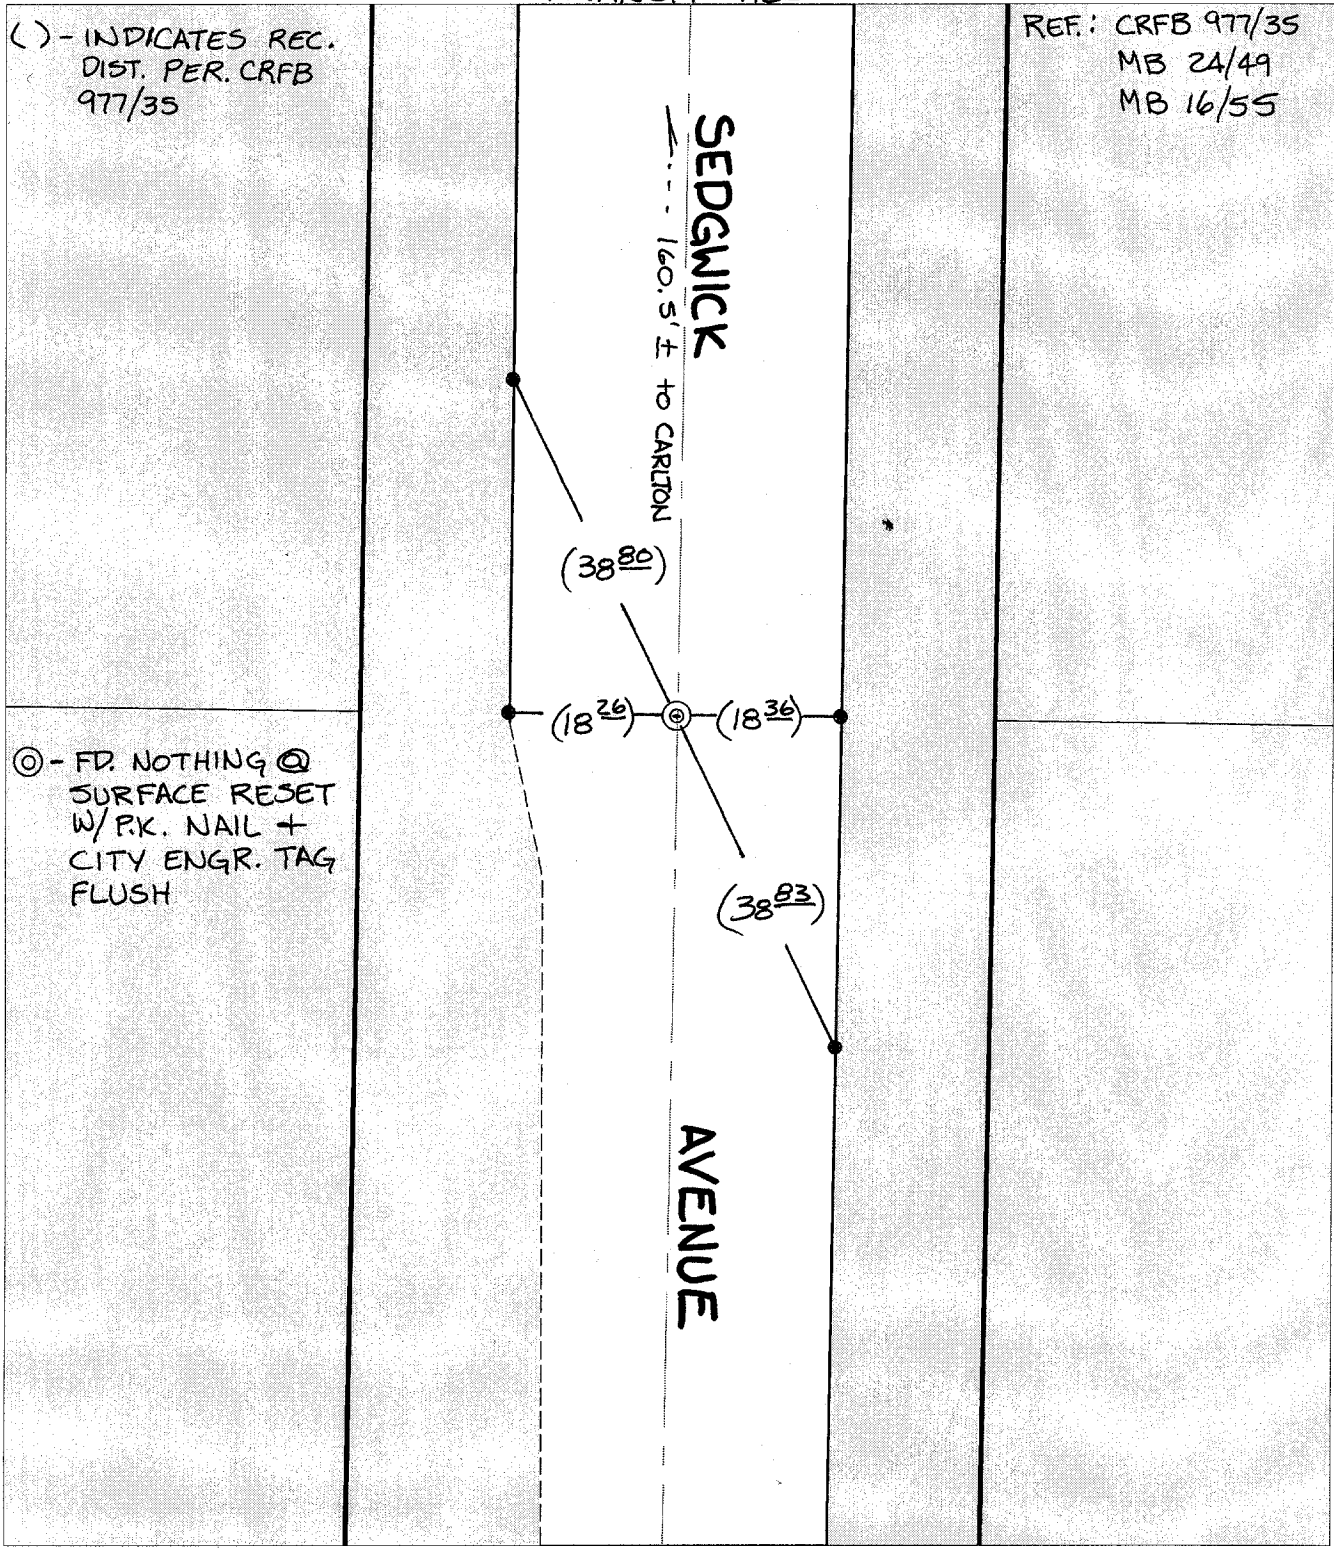 ( ) - INDICATES REC.
DIST. PER. CRFB
977/35
REF.: CRFB 977/35
MB 24/49
MB 16/55
SEDGWICK
160.5'± to CARLTON
(38 80)
(18 26)
(18 36)
- FD. NOTHING @
SURFACE RESET
W/ P.K. NAIL +
CITY ENGR. TAG
FLUSH
(38 83)
AVENUE